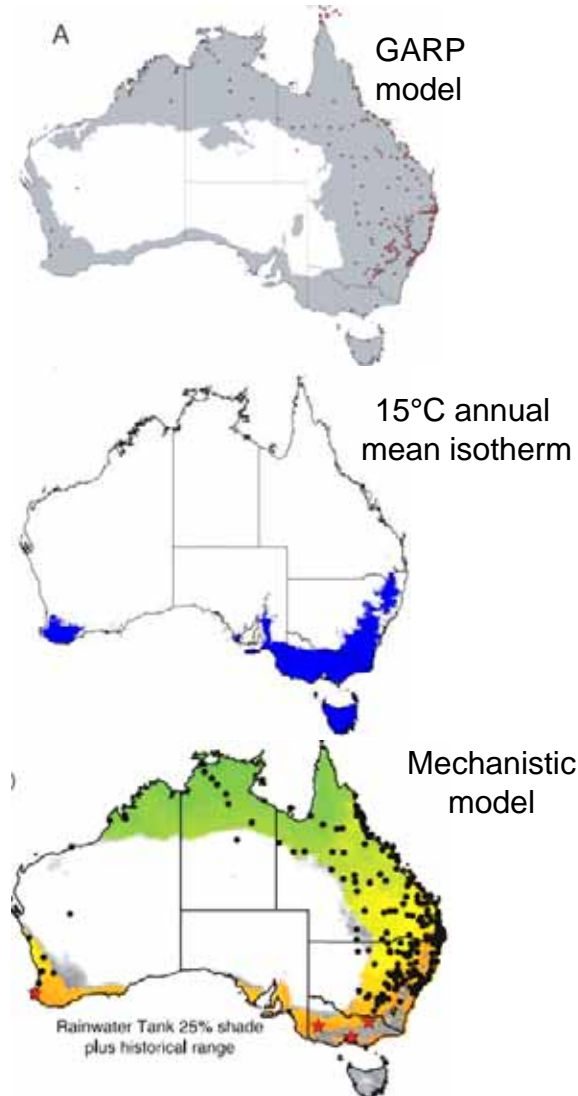 A
GARP
model
15°C annual
mean isotherm
Mechanistic
model
Rainwater Tank 25% shade
plus historical range